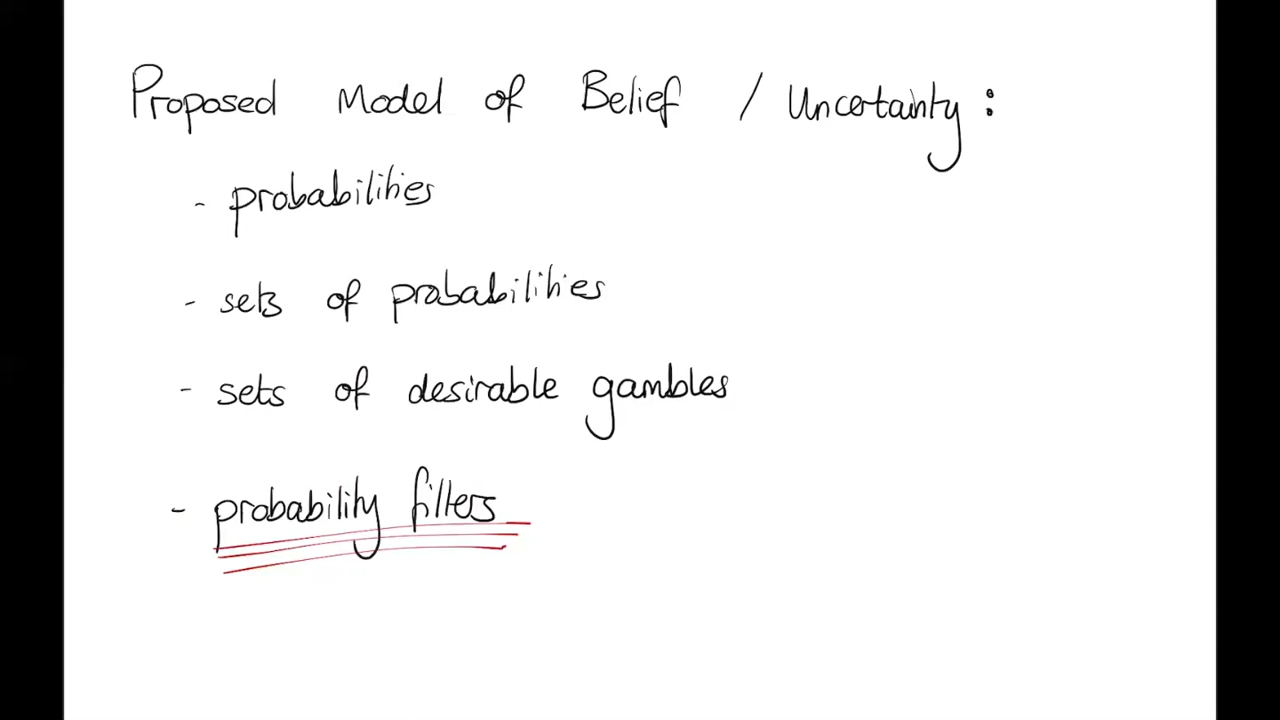 Proposed Model of Belief / Uncertainty:
- probabilities
- sets of probabilities
- sets of desirable gambles
- probability filters